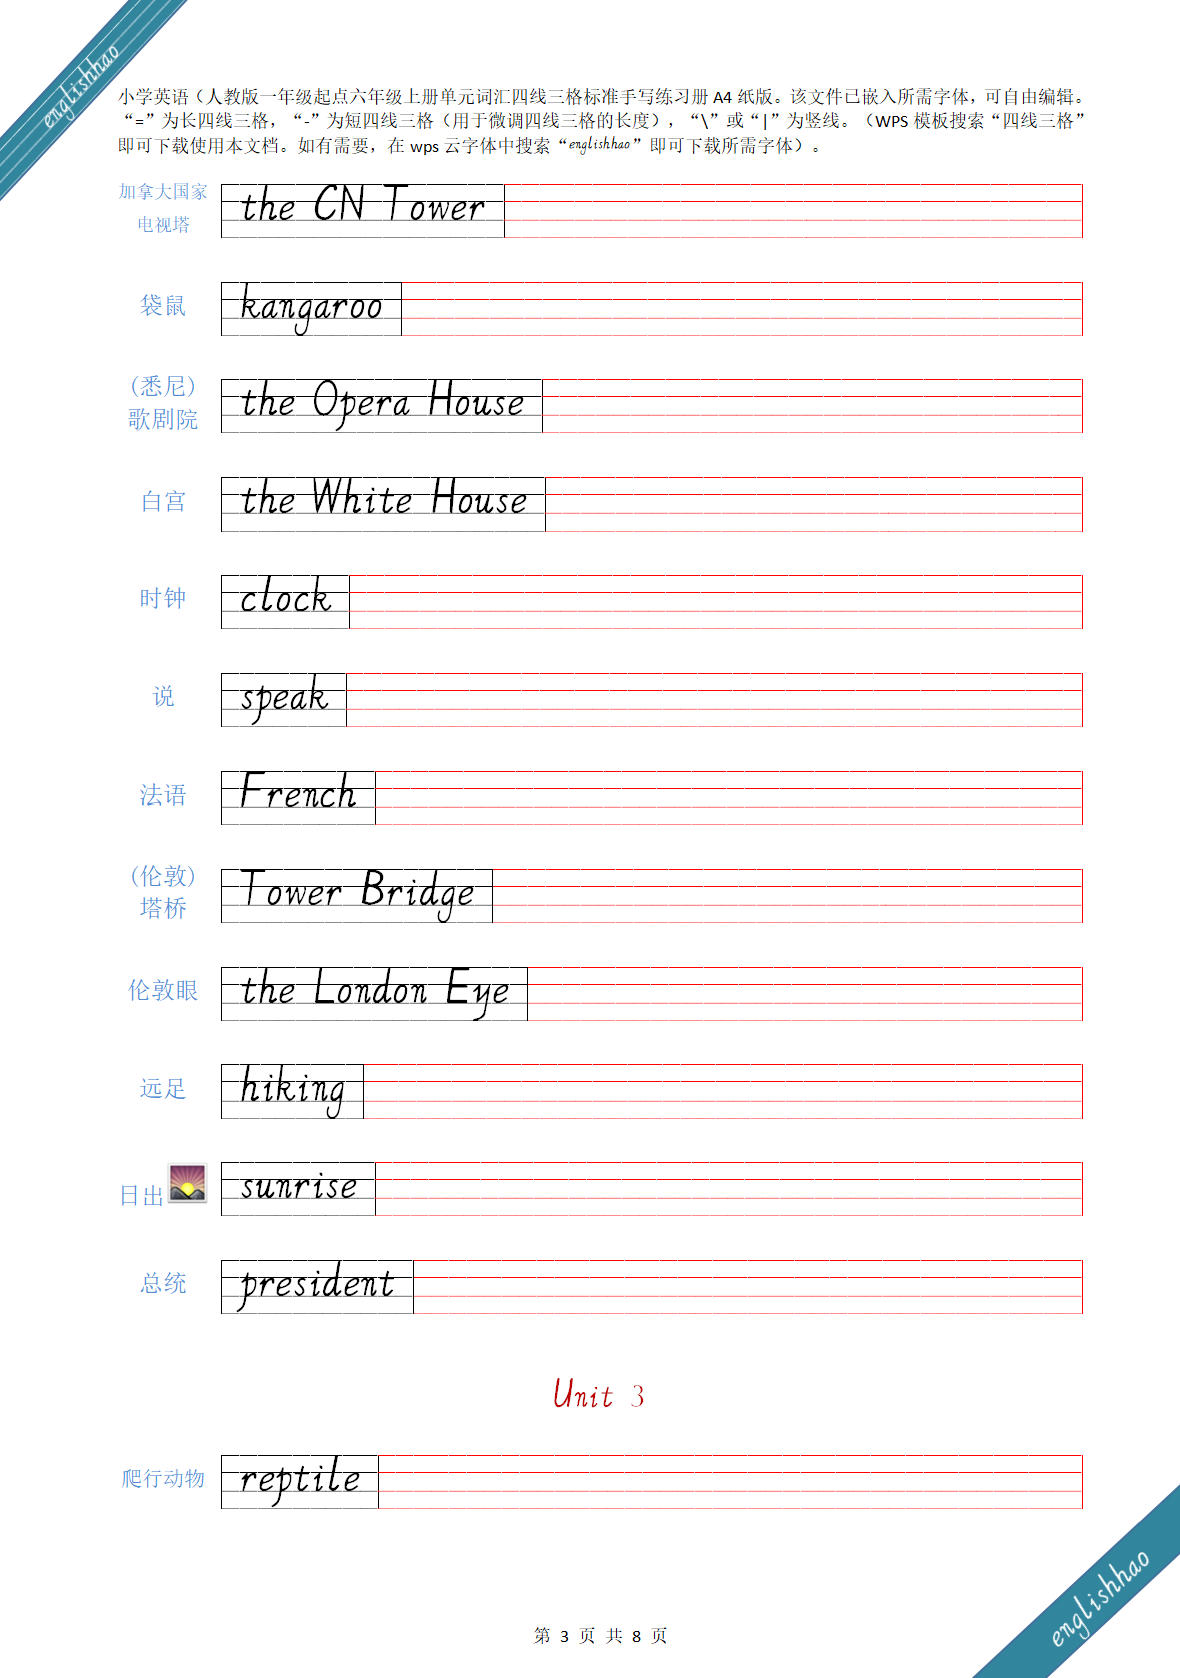 englishhao
小学英语（人教版一年级起点六年级上册单元词汇四线三格标准手写练习册 A4 纸版。该文件已嵌入所需字体，可自由编辑。
“=”为长四线三格，“-”为短四线三格（用于微调四线三格的长度），“\”或“|”为竖线。（WPS 模板搜索“四线三格”
即可下载使用本文档。如有需要，在 wps 云字体中搜索“englishhao”即可下载所需字体）。
加拿大国家
电视塔
the CN Tower
袋鼠
kangaroo
（悉尼）
歌剧院
the Opera House
白宫
the White House
时钟
clock
说
speak
法语
French
（伦敦）
塔桥
Tower Bridge
伦敦眼
the London Eye
远足
hiking
日出
sunrise
总统
president
Unit 3
爬行动物
reptile
englishhao
第 3 页 共 8 页